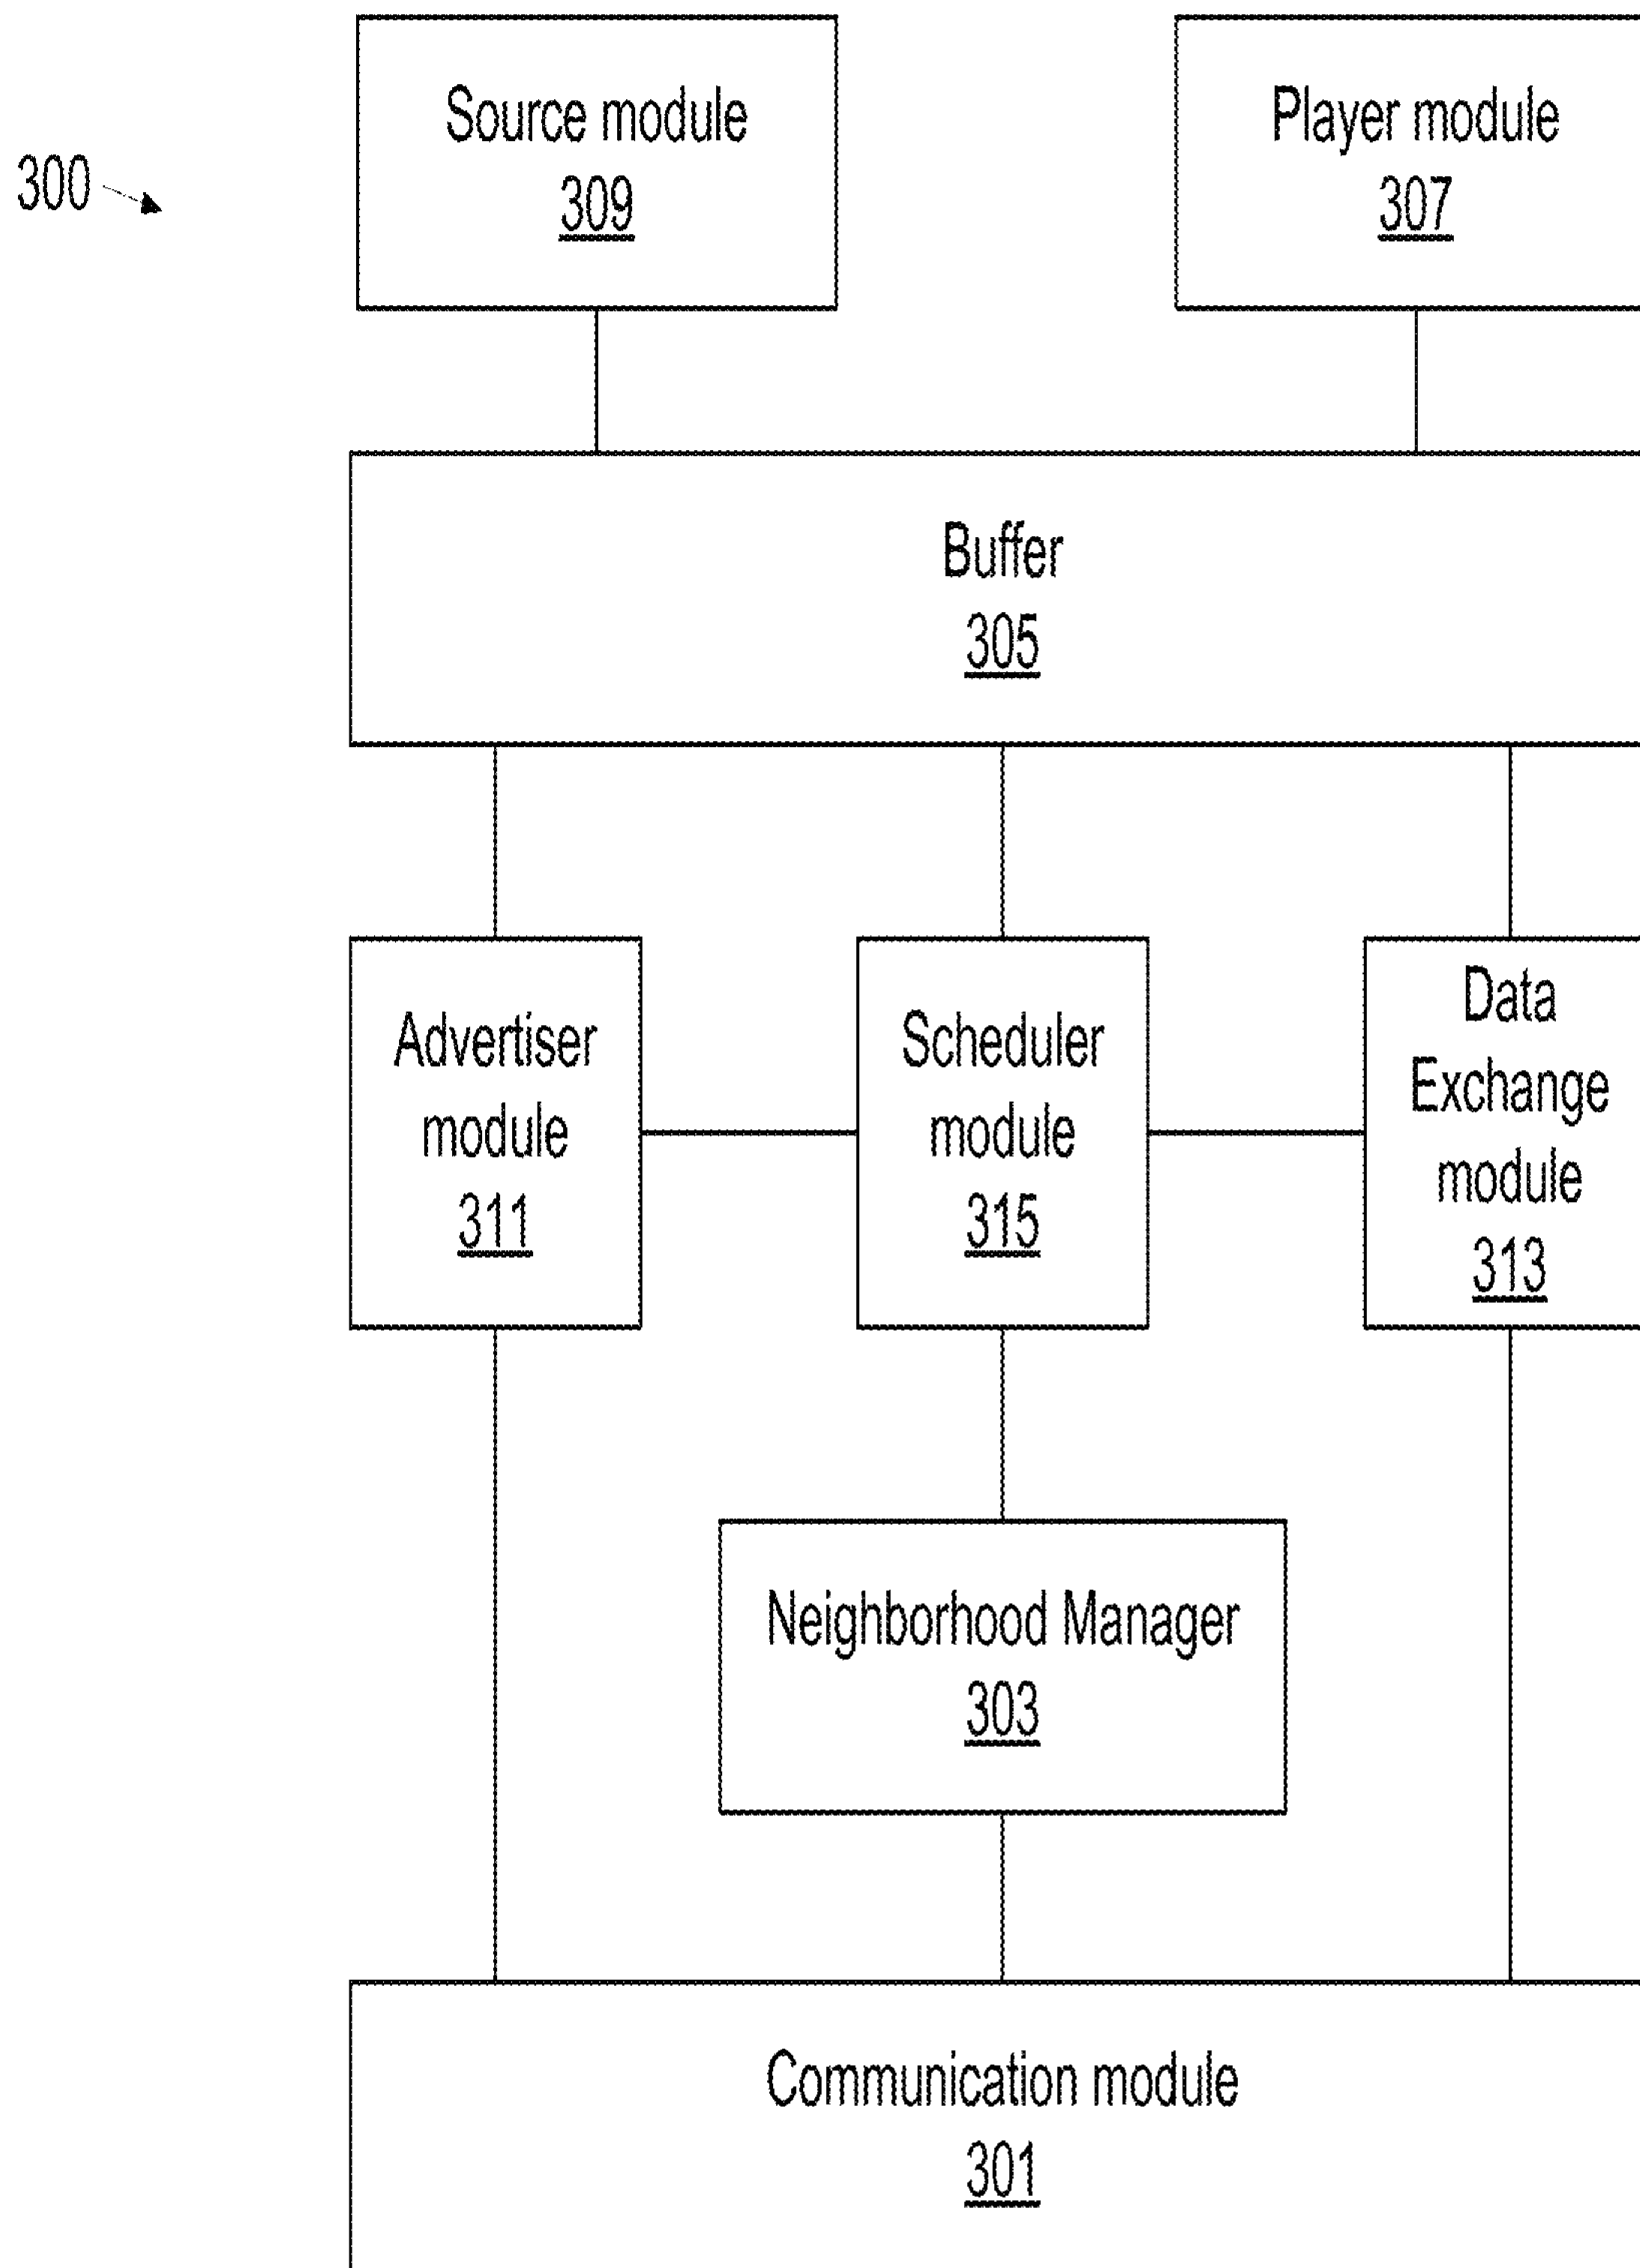 Source module
309
Player module
307
300
Buffer
305
Advertiser
module
311
Scheduler
module
315
Data
Exchange
module
313
Neighborhood Manager
303
Communication module
301